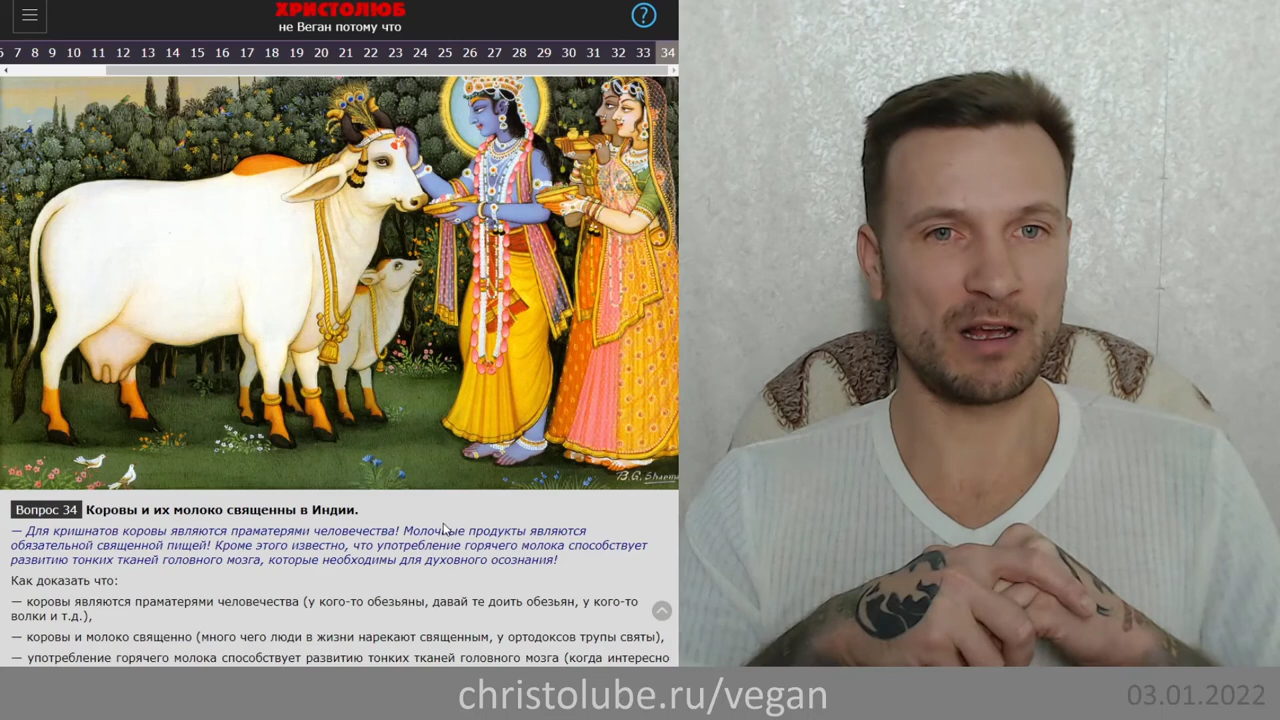 ХРИСТОЛЮБ
не Веган потому что
?
6 7 8 9 10 11 12 13 14 15 16 17 18 19 20 21 22 23 24 25 26 27 28 29 30 31 32 33 34
B.G. Sharma
Вопрос 34 Коровы и их молоко священны в Индии.
— Для кришнатов коровы являются праматерями человечества! Молочные продукты являются
обязательной священной пищей! Кроме этого известно, что употребление горячего молока способствует
развитию тонких тканей головного мозга, которые необходимы для духовного осознания!
Как доказать что:
— коровы являются праматерями человечества (у кого-то обезьяны, давай те доить обезьян, у кого-то
волки и т.д.),
— коровы и молоко священно (много чего люди в жизни нарекают священным, у ортодоксов трупы святы),
— употребление горячего молока способствует развитию тонких тканей головного мозга (когда интересно
christolube.ru/vegan
03.01.2022